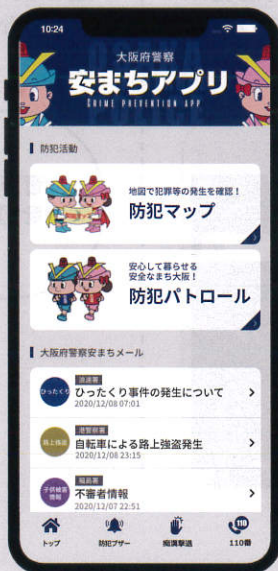 10:24
大阪府警察
安まちアプリ
CRIME PREVENTION APP
防犯活動
地図で犯罪等の発生を確認！
防犯マップ
安心して暮らせる
安全なまち大阪！
防犯パトロール
大阪府警察安まちメール
ひったくり
浪速署
ひったくり事件の発生について
2020/12/08 07:01
路上強盗
港警察署
自転車による路上強盗発生
2020/12/08 23:15
子供被害
情報
福島署
不審者情報
2020/12/07 22:51
トップ
防犯ブザー
痴漢撃退
110
110番